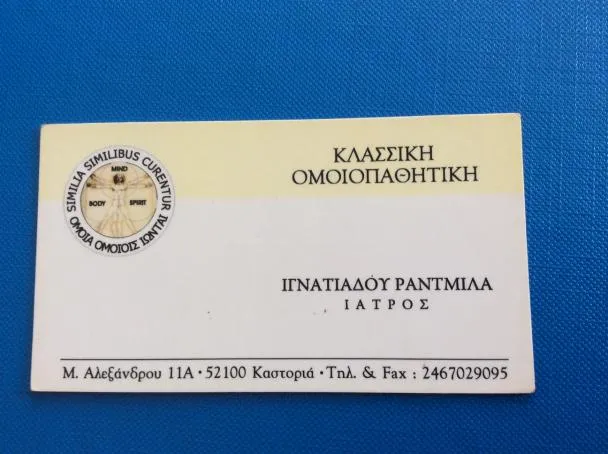 ΚΛΑΣΣΙΚΗ
ΟΜΟΙΟΠΑΘΗΤΙΚΗ
SIMILIA SIMILIBUS CURENTUR
MIND
BODY SPIRIT
ΟΜΟΙΑ ΟΜΟΙΟΙΣ ΙΩΝΤΑΙ
ΙΓΝΑΤΙΑΔΟΥ ΡΑΝΤΜΙΛΑ
ΙΑΤΡΟΣ
Μ. Αλεξάνδρου 11Α · 52100 Καστοριά · Τηλ. & Fax : 2467029095